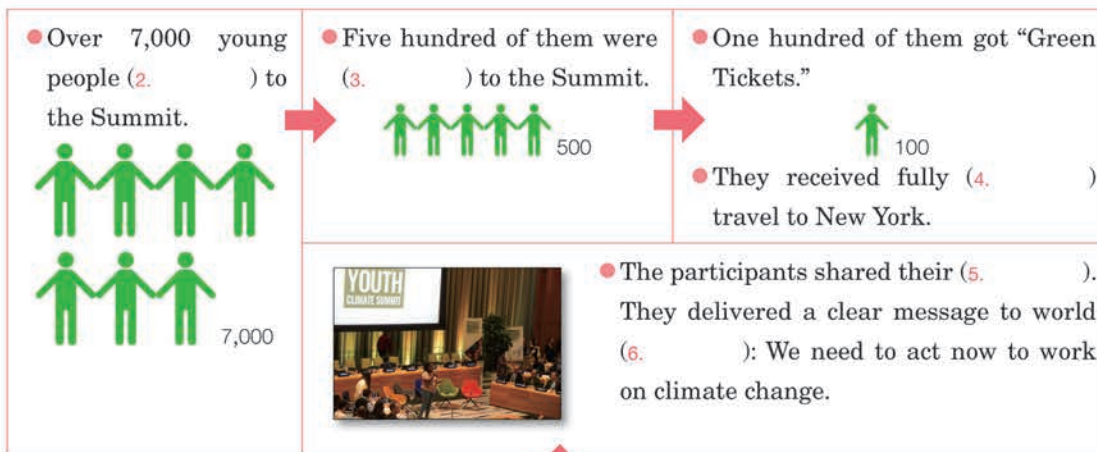 ● Over 7,000 young
people (2. ) to
the Summit.
7,000
● Five hundred of them were
(3. ) to the Summit.
500
● One hundred of them got “Green
Tickets.”
100
● They received fully (4. )
travel to New York.
YOUTH
CLIMATE SUMMIT
● The participants shared their (5. ).
They delivered a clear message to world
(6. ): We need to act now to work
on climate change.